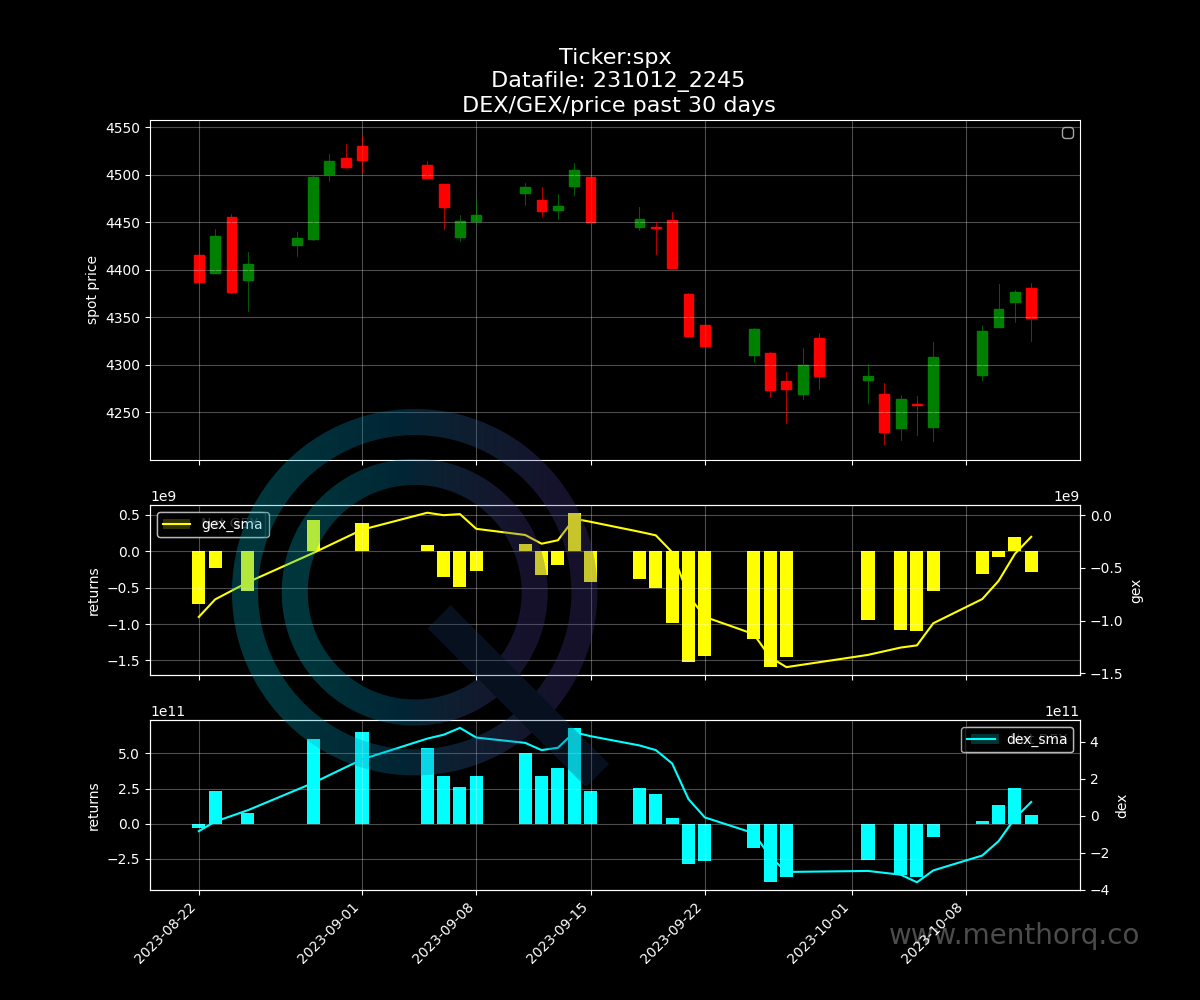 Ticker:spx
Datafile: 231012_2245
DEX/GEX/price past 30 days
4550
4500
4450
4400
4350
4300
4250
spot price
1e9
1e9
gex_sma
0.5
0.0
−0.5
−1.0
−1.5
returns
0.0
−0.5
−1.0
−1.5
gex
1e11
1e11
dex_sma
5.0
2.5
0.0
−2.5
returns
4
2
0
−2
−4
dex
2023-08-22
2023-09-01
2023-09-08
2023-09-15
2023-09-22
2023-10-01
2023-10-08
www.menthorq.co